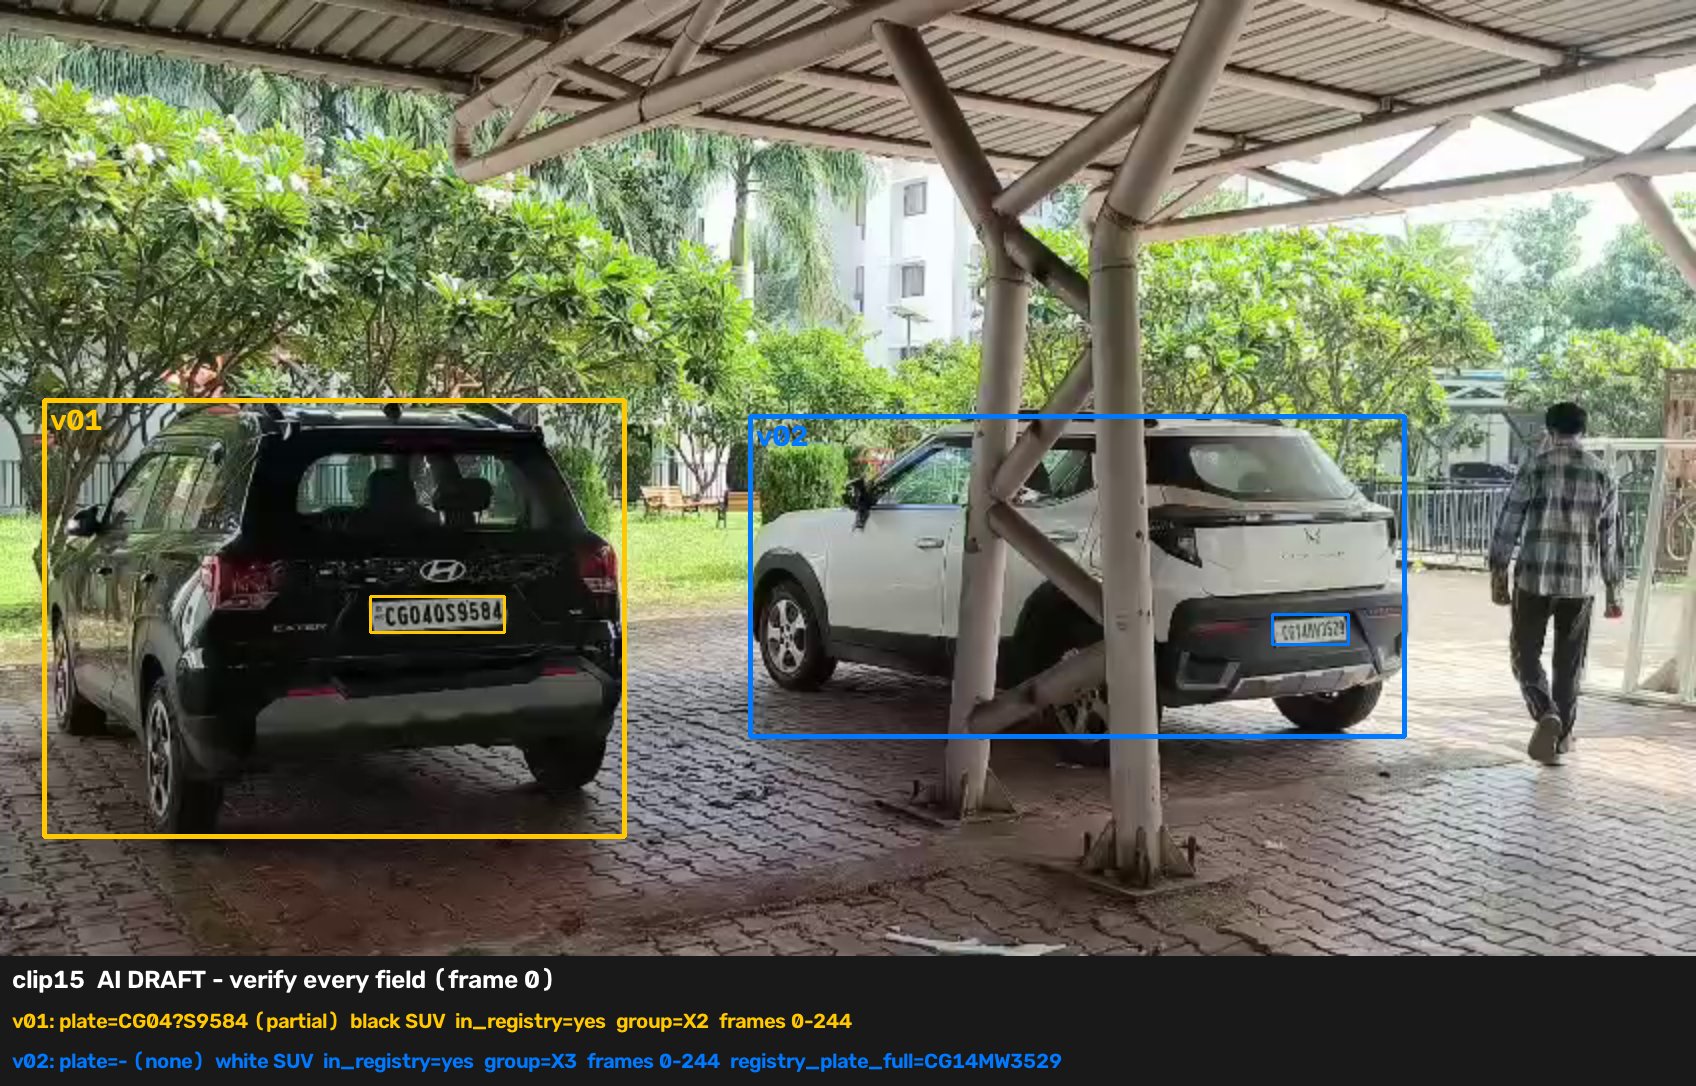 v01
v02
EXTER
CG04QS9584
clip15 AI DRAFT - verify every field (frame 0)
v01: plate=CG04?S9584 (partial) black SUV in_registry=yes group=X2 frames 0-244
v02: plate=- (none) white SUV in_registry=yes group=X3 frames 0-244 registry_plate_full=CG14MW3529